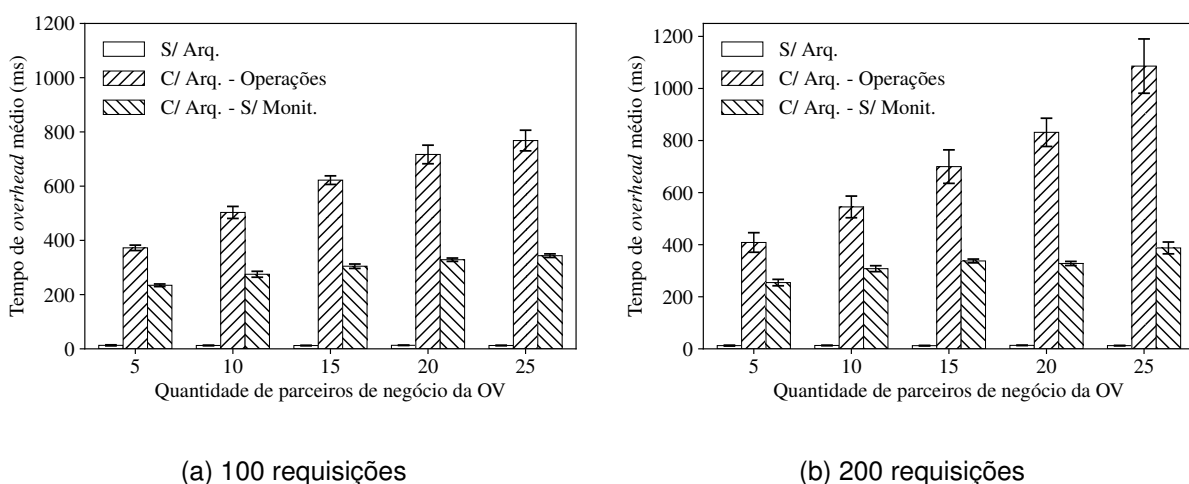 1200
1000
800
600
400
200
0
Tempo de overhead médio (ms)
S/ Arq.
C/ Arq. - Operações
C/ Arq. - S/ Monit.
5 10 15 20 25
Quantidade de parceiros de negócio da OV
(a) 100 requisições
1200
1000
800
600
400
200
0
Tempo de overhead médio (ms)
S/ Arq.
C/ Arq. - Operações
C/ Arq. - S/ Monit.
5 10 15 20 25
Quantidade de parceiros de negócio da OV
(b) 200 requisições